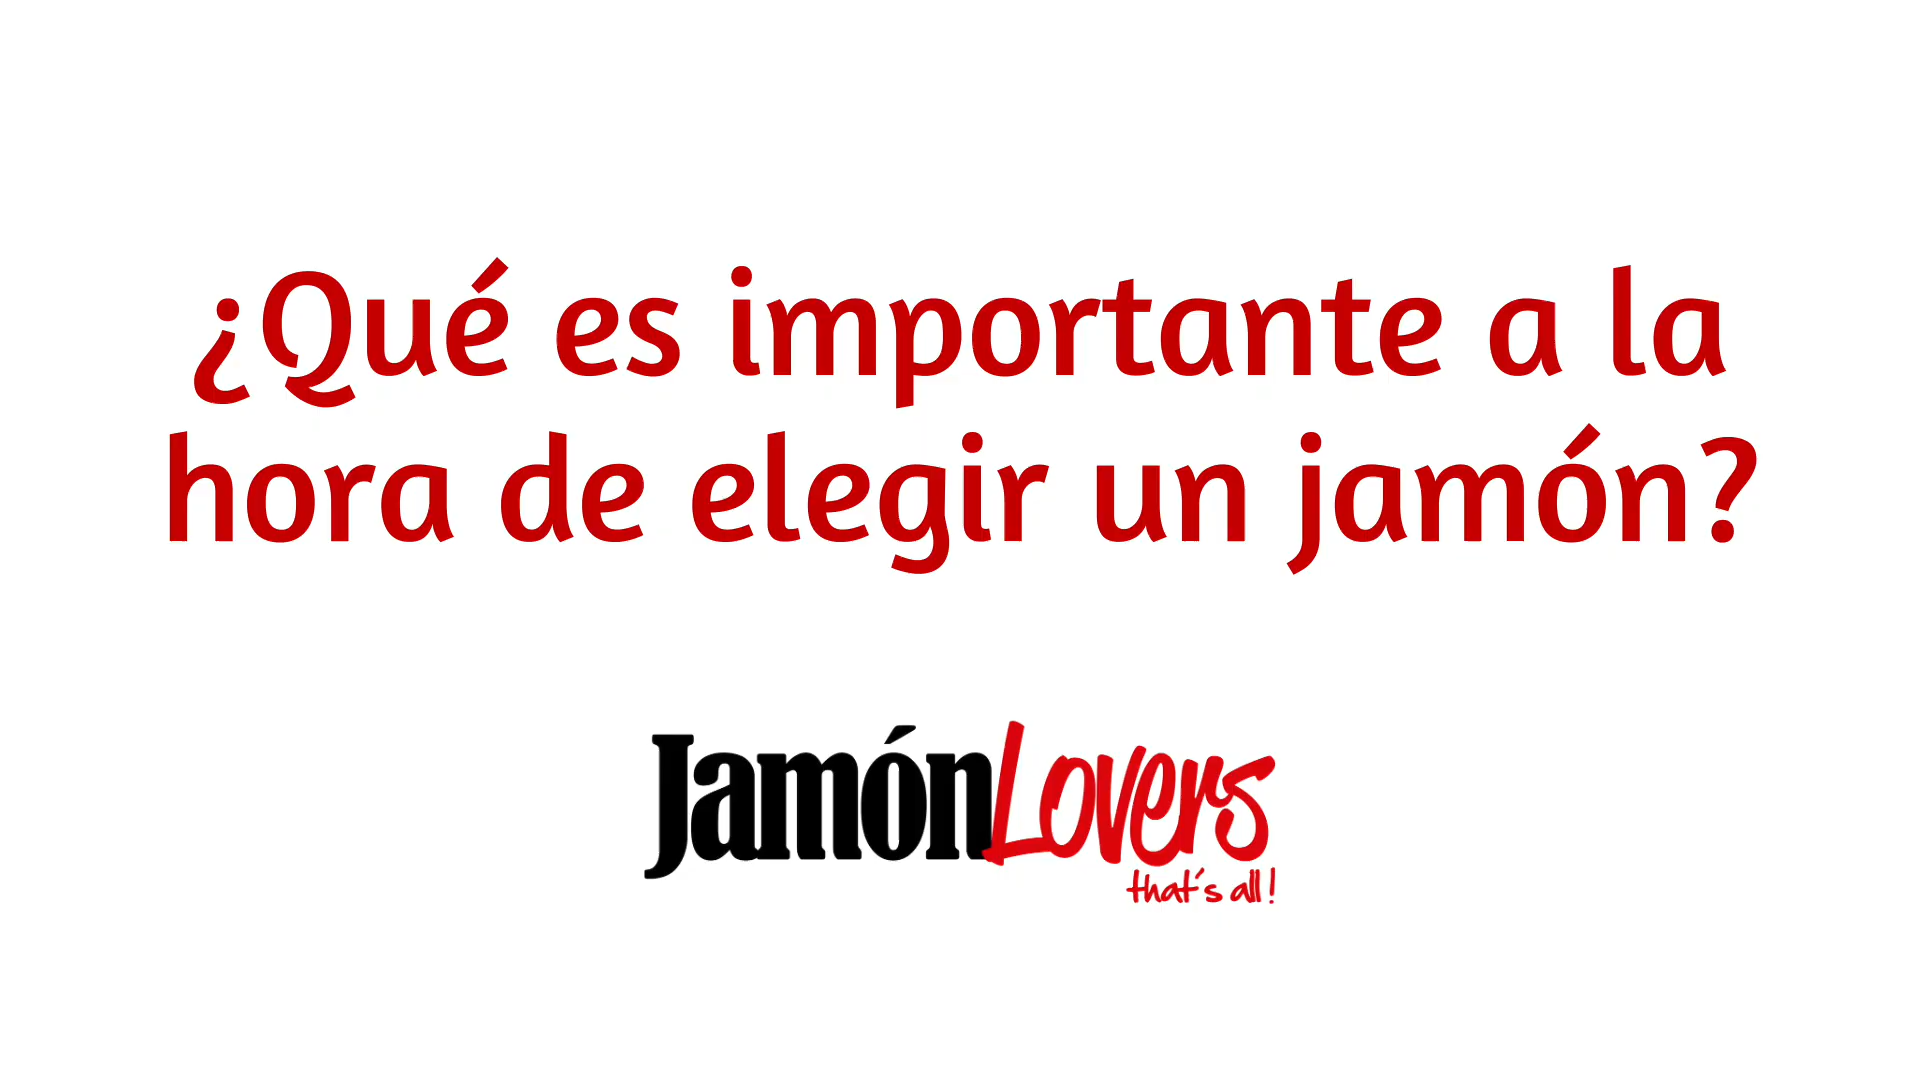 ¿Qué es importante a la
hora de elegir un jamón?
JamónLovers
that´s all!